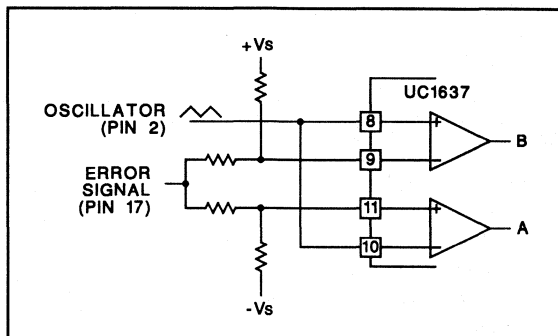 +Vs
UC1637
OSCILLATOR
(PIN 2)
8
+
B
9
−
ERROR
SIGNAL
(PIN 17)
11
+
A
10
−
-Vs